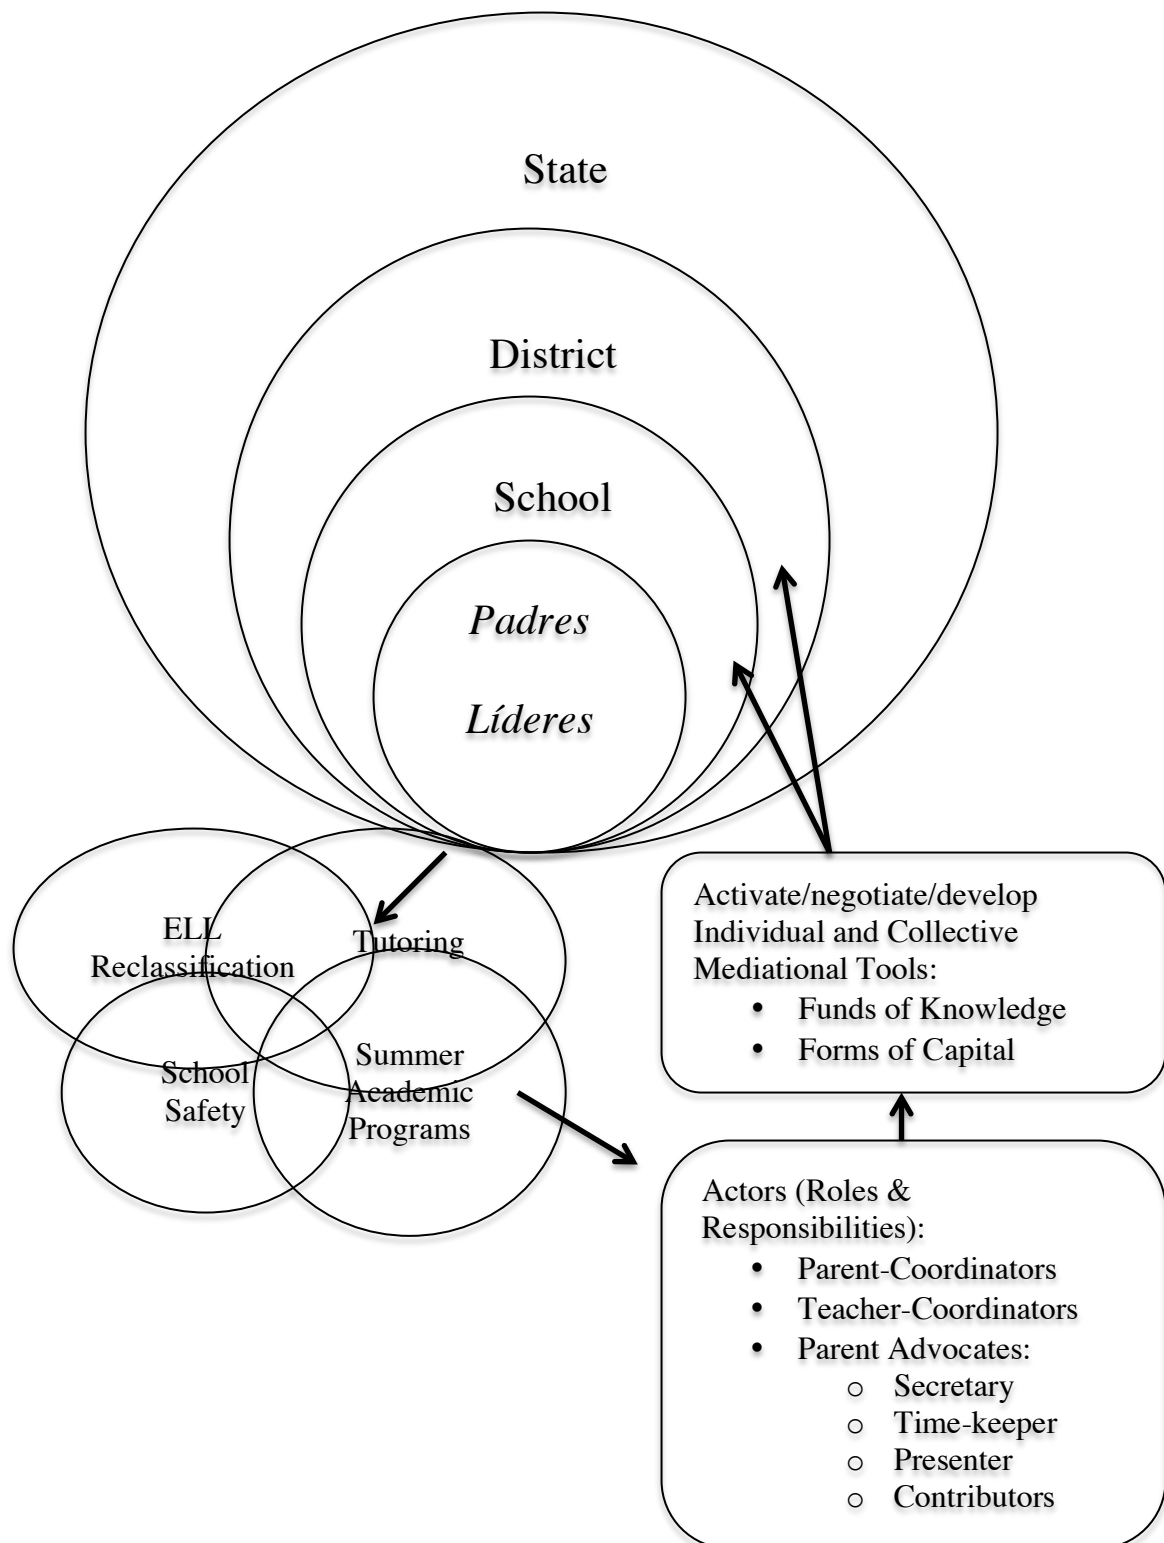 State
District
School
Padres
Líderes
ELL
Reclassification
Tutoring
School
Safety
Summer
Academic
Programs
Activate/negotiate/develop
Individual and Collective
Mediational Tools:
• Funds of Knowledge
• Forms of Capital
Actors (Roles &
Responsibilities):
• Parent-Coordinators
• Teacher-Coordinators
• Parent Advocates:
o Secretary
o Time-keeper
o Presenter
o Contributors